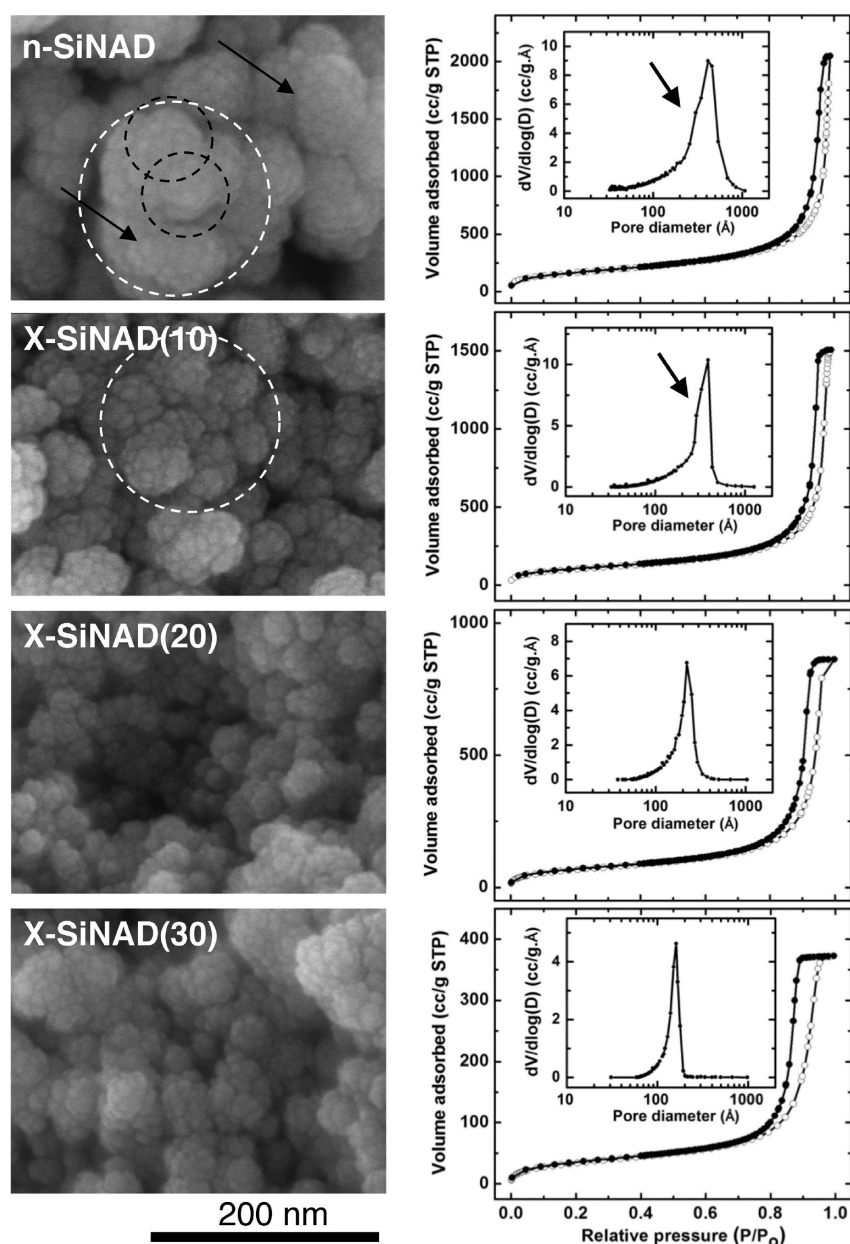 n-SiNAD
X-SiNAD(10)
X-SiNAD(20)
X-SiNAD(30)
200 nm
Volume adsorbed (cc/g STP)
2000
1500
1000
500
0
dV/dlog(D) (cc/g.Å)
10
8
6
4
2
0
10 100 1000
Pore diameter (Å)
Volume adsorbed (cc/g STP)
1500
1000
500
0
dV/dlog(D) (cc/g.Å)
10
5
0
10 100 1000
Pore diameter (Å)
Volume adsorbed (cc/g STP)
1000
500
0
dV/dlog(D) (cc/g.Å)
8
6
4
2
0
10 100 1000
Pore diameter (Å)
Volume adsorbed (cc/g STP)
400
300
200
100
0
dV/dlog(D) (cc/g.Å)
4
2
0
10 100 1000
Pore diameter (Å)
0.0 0.2 0.4 0.6 0.8 1.0
Relative pressure (P/Po)